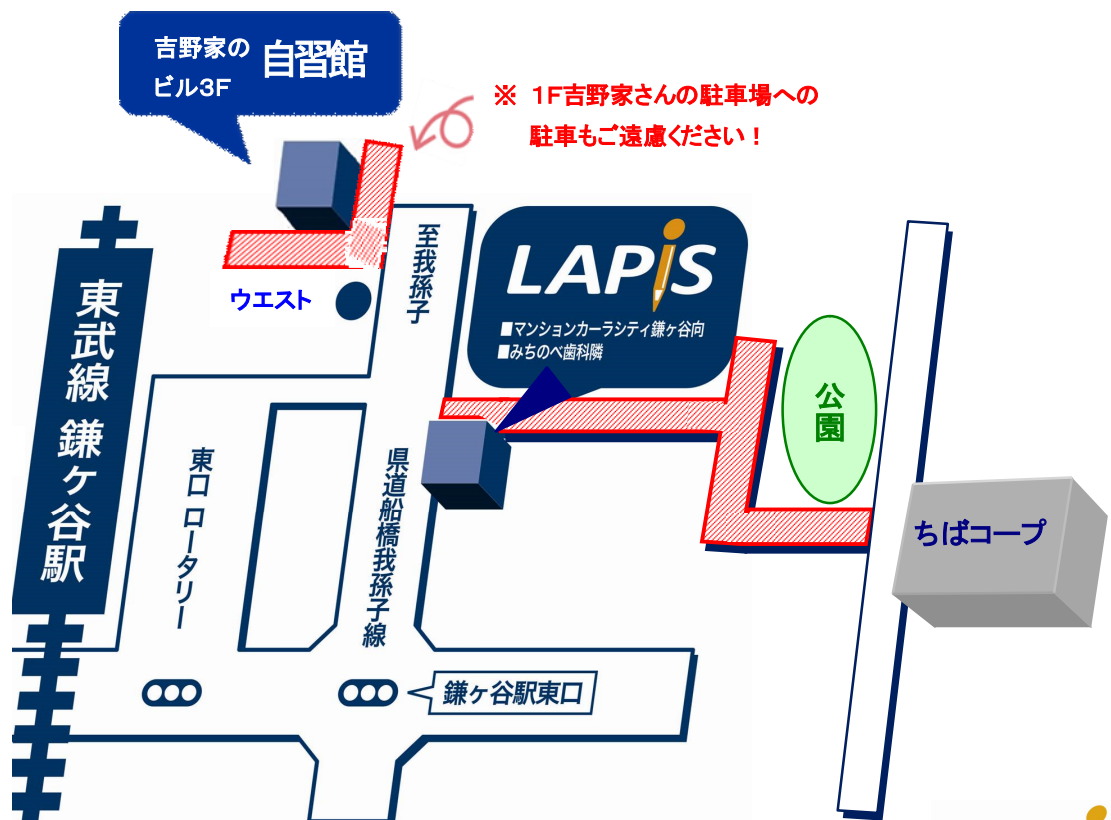 吉野家の
ビル3F
自習館
※ 1F吉野家さんの駐車場への
駐車もご遠慮ください!
至我孫子
LAPiS
■マンションカーラシティ鎌ヶ谷向
■みちのべ歯科隣
ウエスト
東武線 鎌ヶ谷駅
公園
東口 ロータリー
県道船橋我孫子線
ちばコープ
鎌ヶ谷駅東口